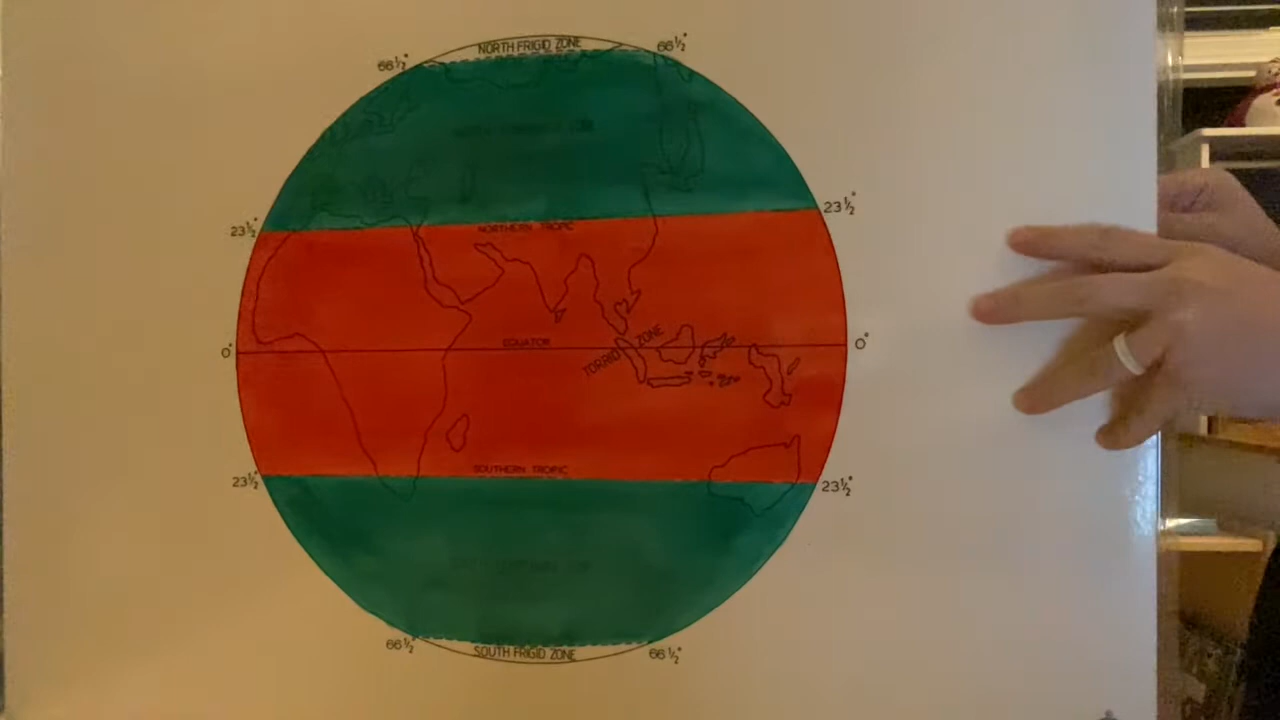 NORTH FRIGID ZONE
66½°
66½°
23½°
23½°
NORTHERN TROPIC
EQUATOR
TORRID ZONE
0°
0°
SOUTHERN TROPIC
23½°
23½°
66½°
SOUTH FRIGID ZONE
66½°